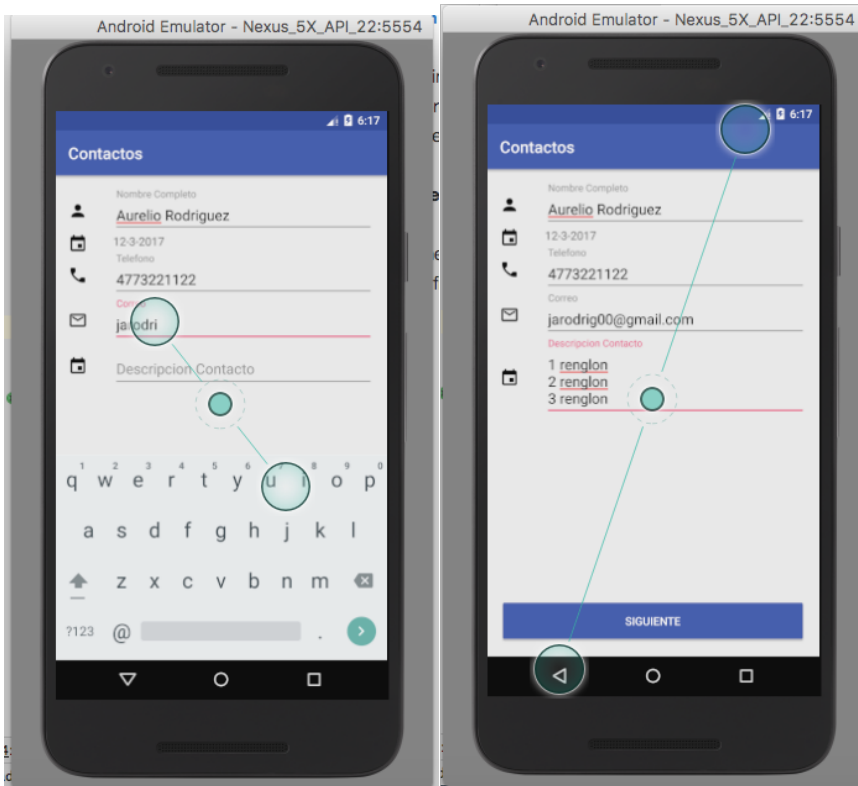 Android Emulator - Nexus_5X_API_22:5554
6:17
Contactos
Nombre Completo
Aurelio Rodriguez
12-3-2017
Telefono
4773221122
Correo
jarodri
Descripcion Contacto
1 2 3 4 5 6 7 8 9 0
q w e r t y u i o p
a s d f g h j k l
z x c v b n m
?123 @ .
Android Emulator - Nexus_5X_API_22:5554
6:17
Contactos
Nombre Completo
Aurelio Rodriguez
12-3-2017
Telefono
4773221122
Correo
jarodrig00@gmail.com
Descripcion Contacto
1 renglon
2 renglon
3 renglon
SIGUIENTE